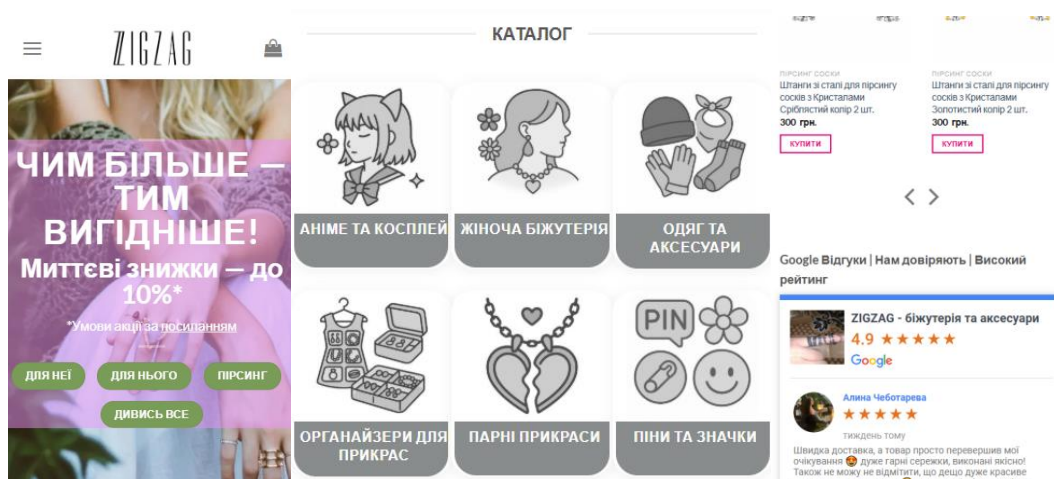 ZIGZAG
ЧИМ БІЛЬШЕ —
ТИМ
ВИГІДНІШЕ!
Миттєві знижки — до
10%*
*Умови акції за посиланням
ДЛЯ НЕЇ
ДЛЯ НЬОГО
ПІРСИНГ
ДИВИСЬ ВСЕ
КАТАЛОГ
АНІМЕ ТА КОСПЛЕЙ
ЖІНОЧА БІЖУТЕРІЯ
ОДЯГ ТА
АКСЕСУАРИ
PIN
ОРГАНАЙЗЕРИ ДЛЯ
ПРИКРАС
ПАРНІ ПРИКРАСИ
ПІНИ ТА ЗНАЧКИ
ПІРСИНГ СОСКИ
Штанги зі сталі для пірсингу
сосків з Кристалами
Сріблястий колір 2 шт.
300 грн.
КУПИТИ
ПІРСИНГ СОСКИ
Штанги зі сталі для пірсингу
сосків з Кристалами
Золотистий колір 2 шт.
300 грн.
КУПИТИ
Google Відгуки | Нам довіряють | Високий
рейтинг
ZIGZAG - біжутерія та аксесуари
4.9 ★★★★★
Google
Алина Чеботарева
★★★★★
тиждень тому
Швидка доставка, а товар просто перевершив мої
очікування 😍 дуже гарні сережки, виконані якісно!
Також не можу не відмітити, що дещо дуже красиве